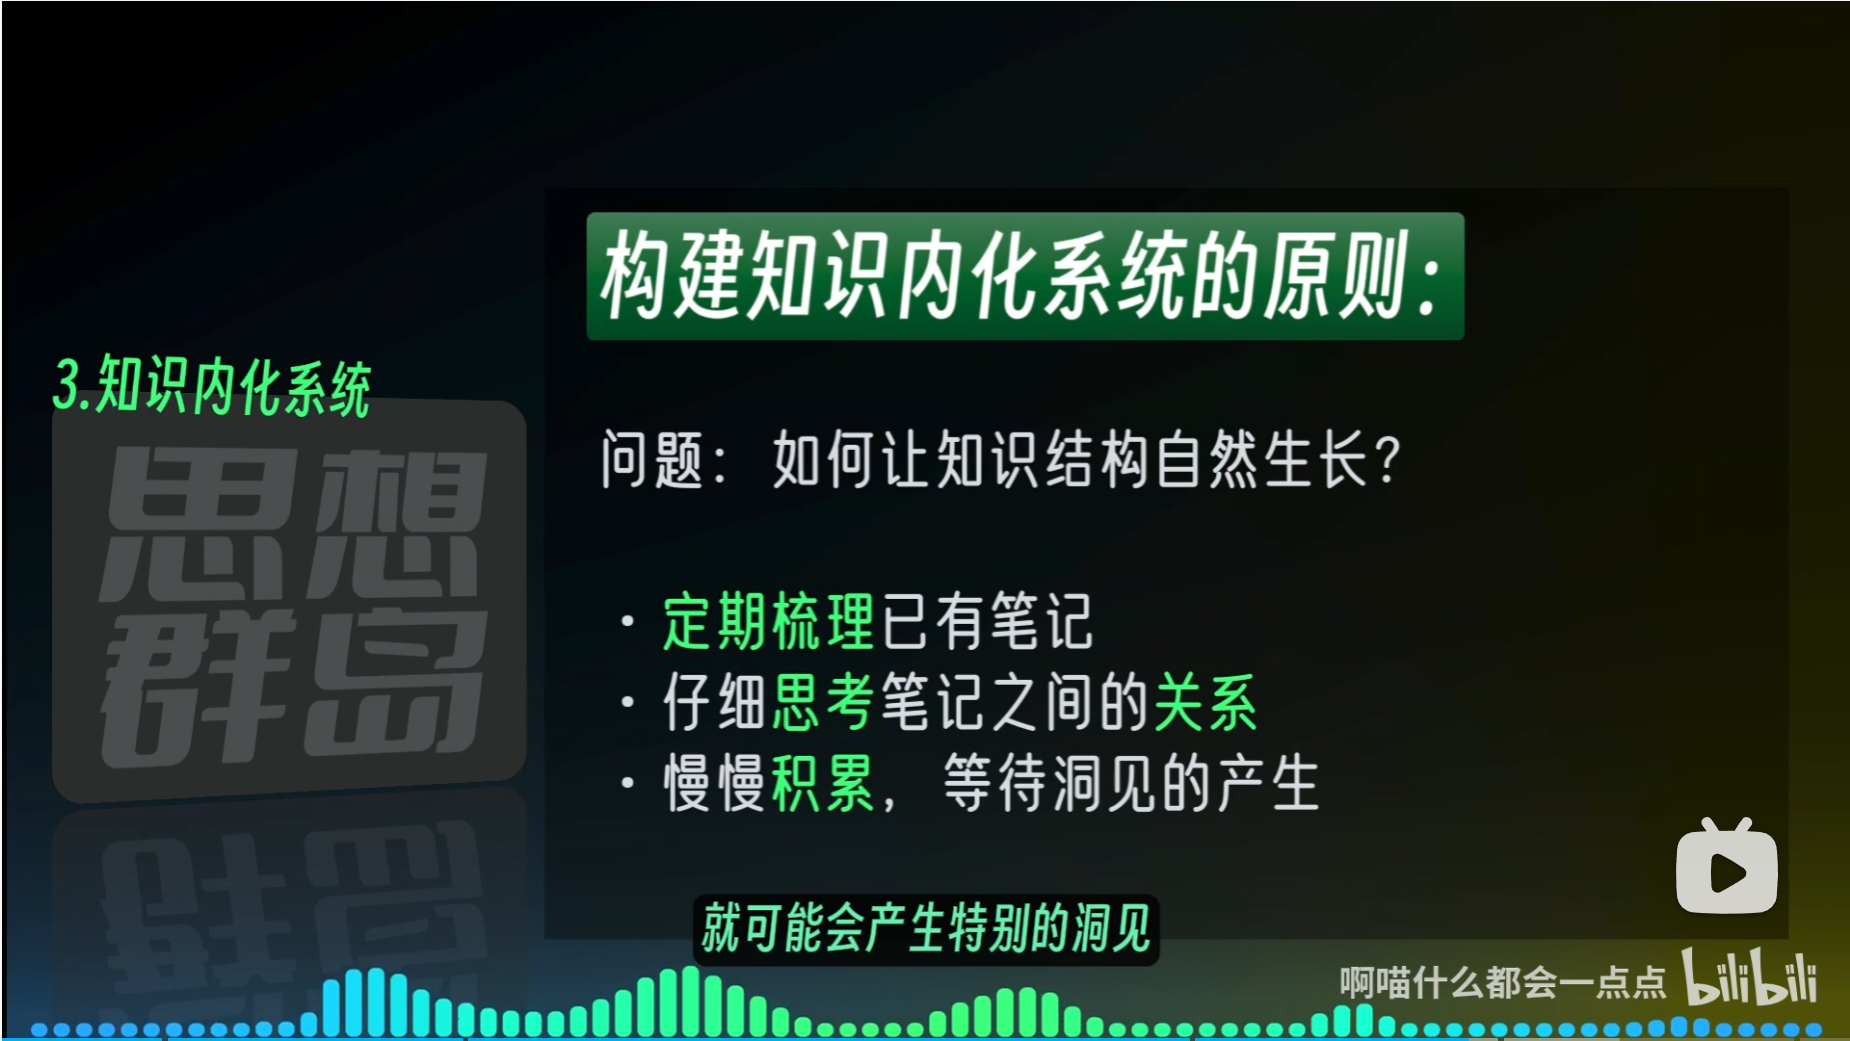 构建知识内化系统的原则：
3.知识内化系统
思想
群岛
问题： 如何让知识结构自然生长？
· 定期梳理已有笔记
· 仔细思考笔记之间的关系
· 慢慢积累，等待洞见的产生
就可能会产生特别的洞见
啊喵什么都会一点点 bilibili